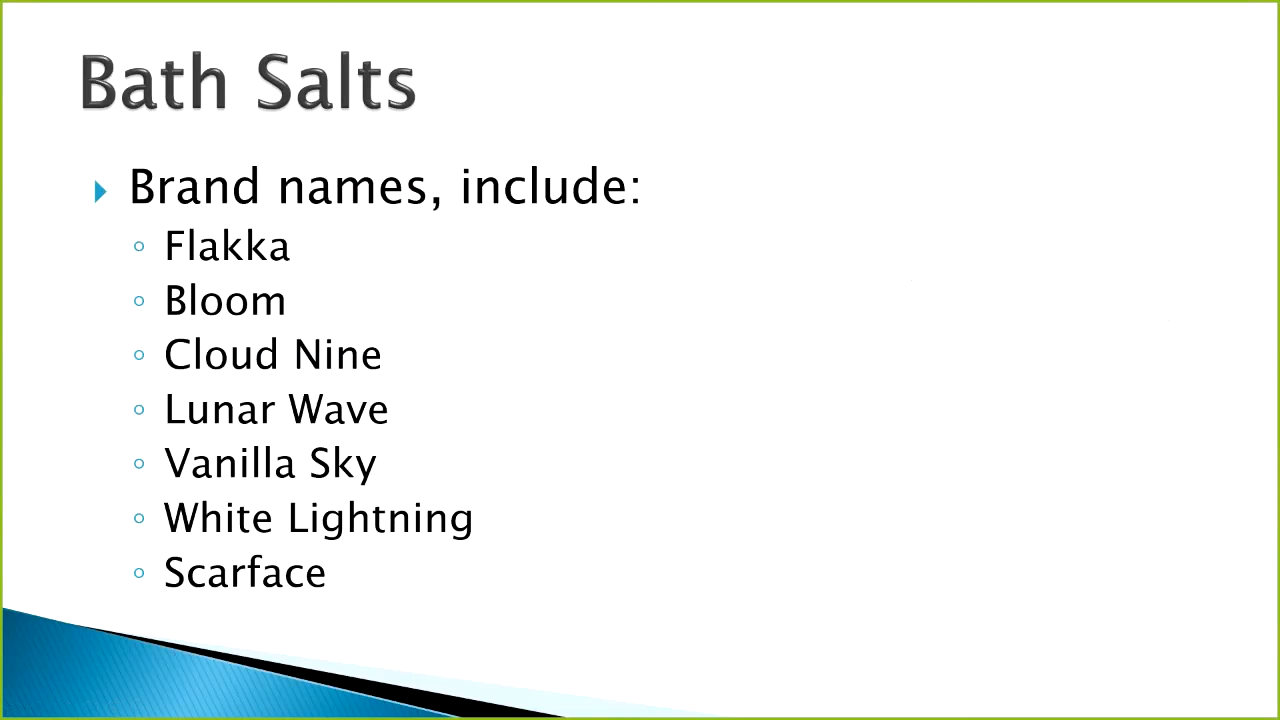 Bath Salts
Brand names, include:
Flakka
Bloom
Cloud Nine
Lunar Wave
Vanilla Sky
White Lightning
Scarface